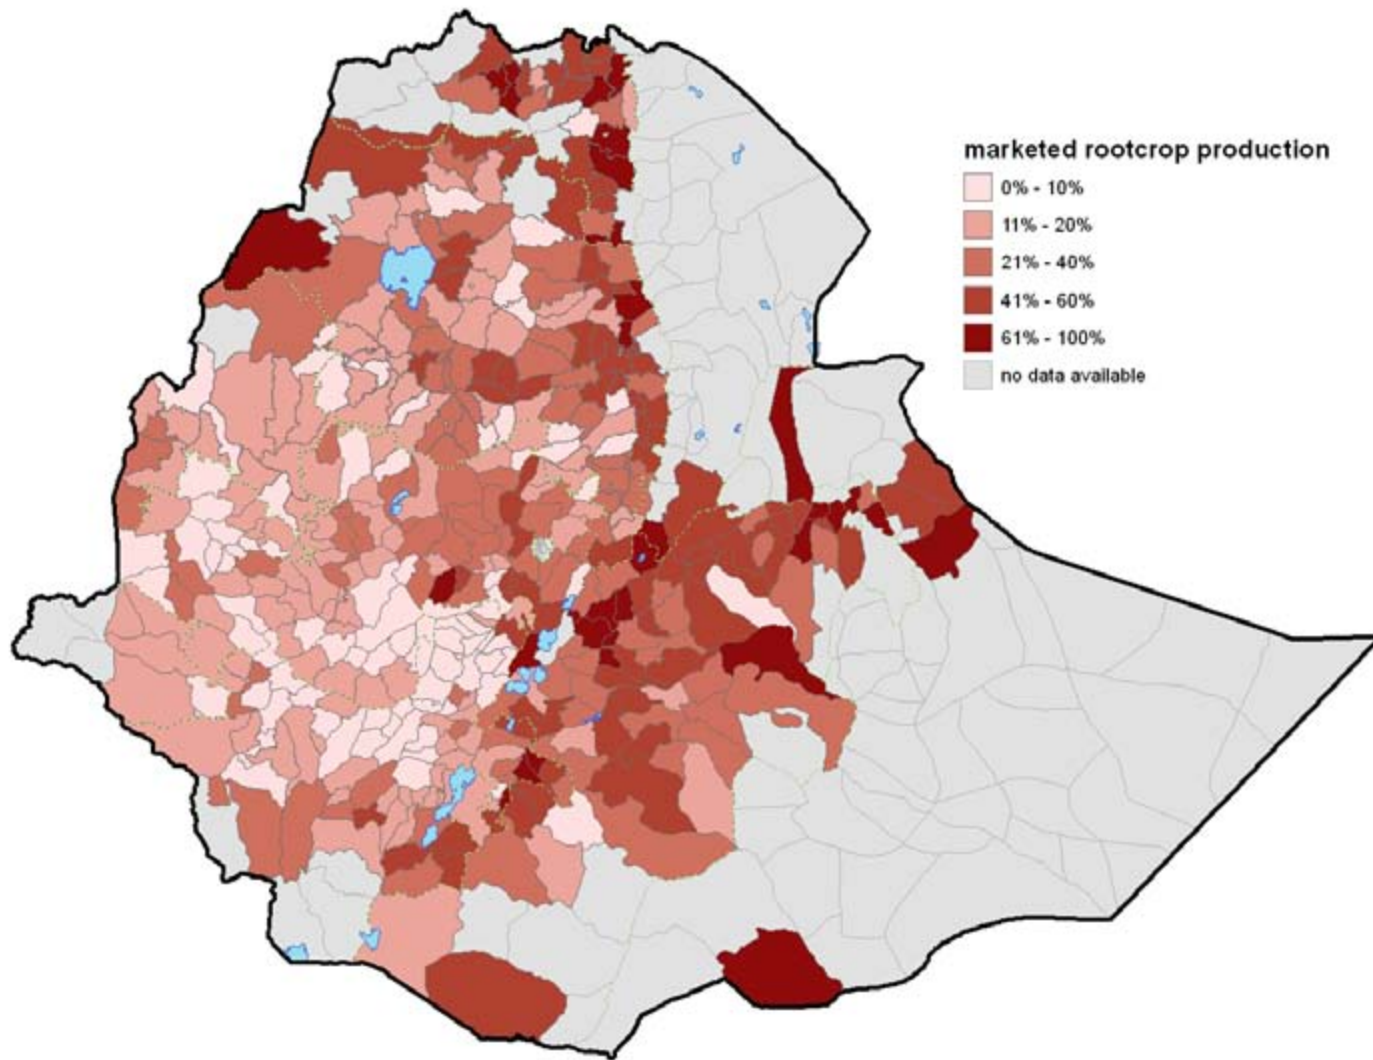 marketed rootcrop production
0% - 10%
11% - 20%
21% - 40%
41% - 60%
61% - 100%
no data available